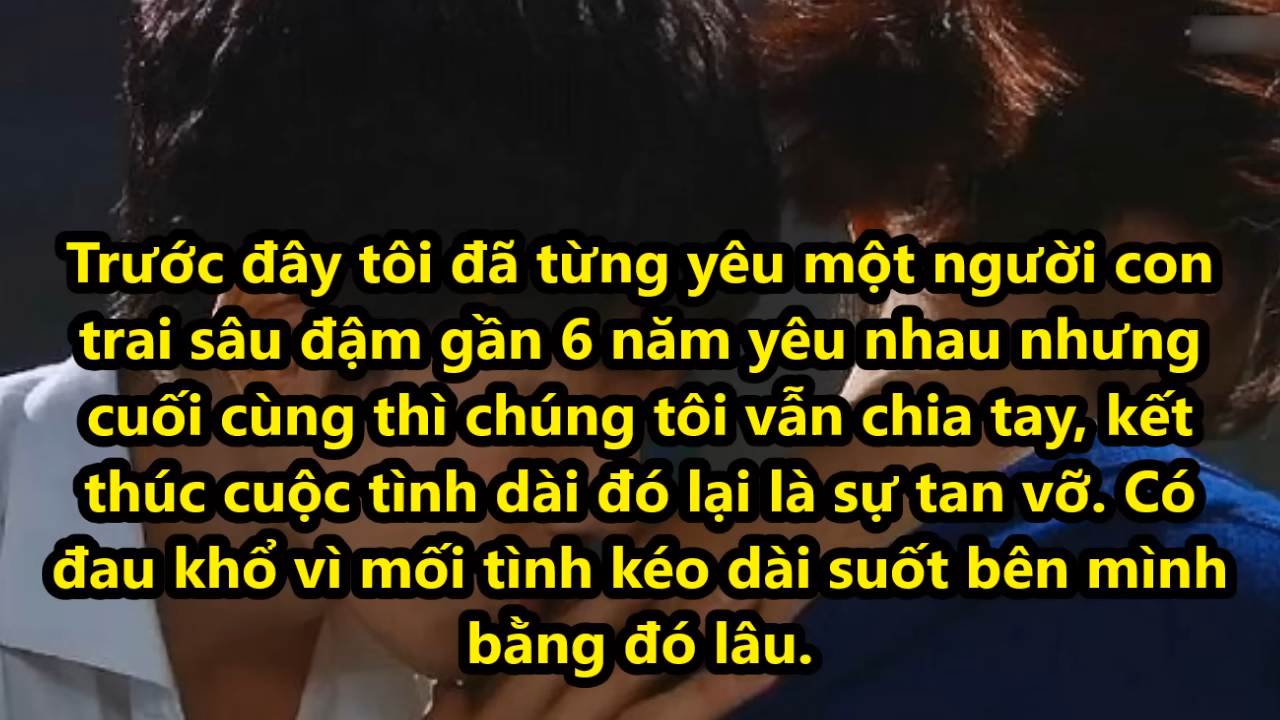 Trước đây tôi đã từng yêu một người con
trai sâu đậm gần 6 năm yêu nhau nhưng
cuối cùng thì chúng tôi vẫn chia tay, kết
thúc cuộc tình dài đó lại là sự tan vỡ. Có
đau khổ vì mối tình kéo dài suốt bên mình
bằng đó lâu.